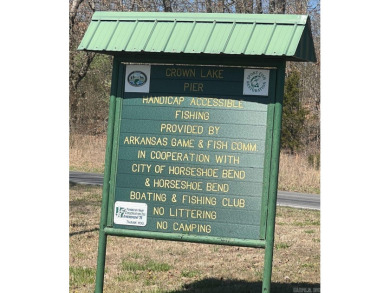 CROWN LAKE
PIER
HANDICAP ACCESSIBLE
FISHING
PROVIDED BY
ARKANSAS GAME & FISH COMM
IN COOPERATION WITH
CITY OF HORSESHOE BEND
& HORSESHOE BEND
BOATING & FISHING CLUB
NO LITTERING
NO CAMPING